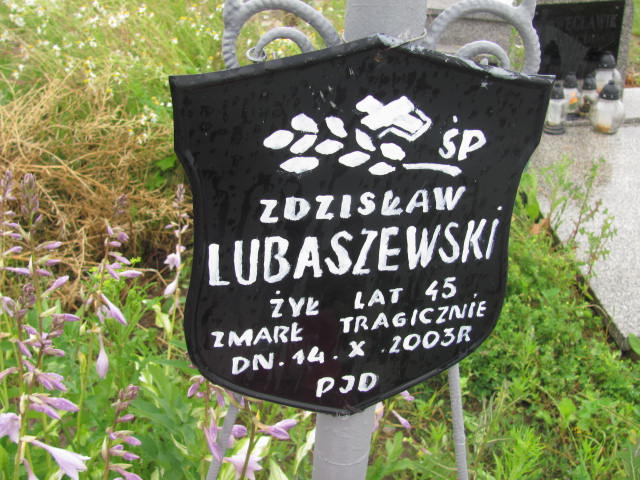 ŚP
ZDZISŁAW
LUBASZEWSKi
ŻYŁ LAT 45
ZMARŁ TRAGICZNIE
DN. 14. X. 2003R
PJD